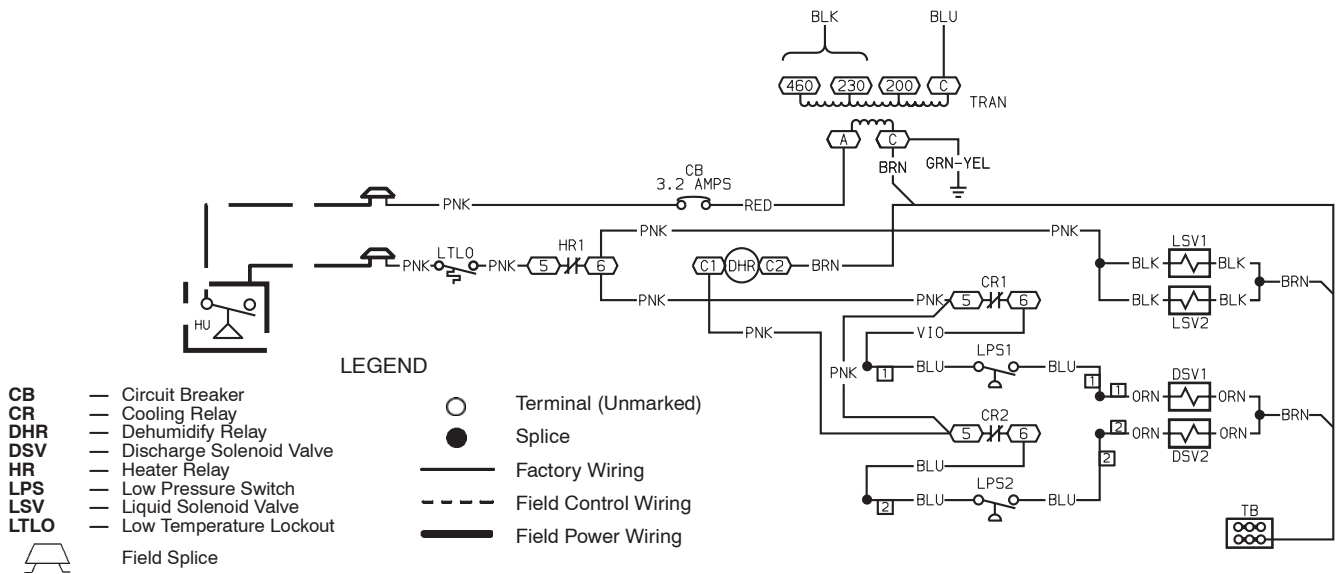 BLK BLU
460 230 200 C
TRAN
A C
BRN GRN-YEL
CB
3.2 AMPS
PNK RED
PNK PNK
LTLO HR1 LSV1
PNK PNK 5 6 C1 DHR C2 BRN BLK BLK
CR1 BRN
PNK PNK 5 6 BLK BLK
HU LSV2
PNK VIO
LPS1
PNK 1 BLU BLU 1 DSV1
1 ORN ORN
CR2 BRN
5 6 2 ORN ORN
DSV2
BLU 2
LPS2
2 BLU BLU
TB
LEGEND
CB — Circuit Breaker
CR — Cooling Relay
DHR — Dehumidify Relay
DSV — Discharge Solenoid Valve
HR — Heater Relay
LPS — Low Pressure Switch
LSV — Liquid Solenoid Valve
LTLO — Low Temperature Lockout
Field Splice
Terminal (Unmarked)
Splice
Factory Wiring
Field Control Wiring
Field Power Wiring